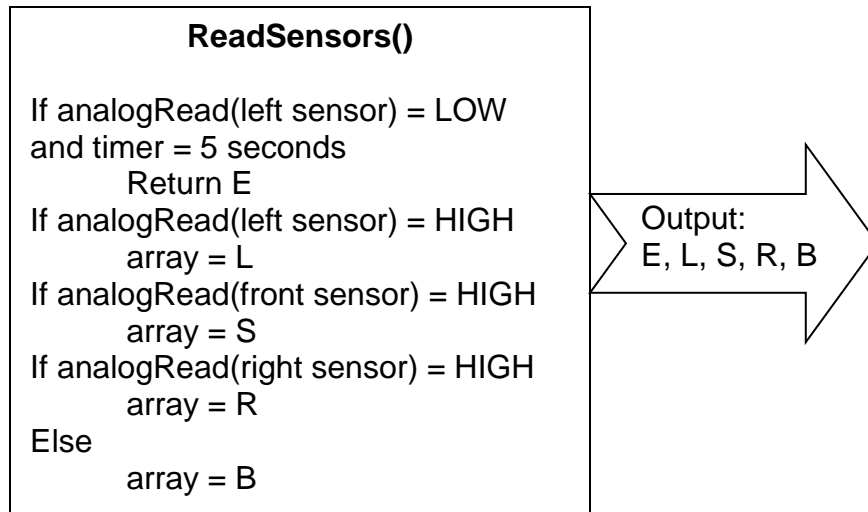 ReadSensors()
If analogRead(left sensor) = LOW
and timer = 5 seconds
Return E
If analogRead(left sensor) = HIGH
array = L
If analogRead(front sensor) = HIGH
array = S
If analogRead(right sensor) = HIGH
array = R
Else
array = B
Output:
E, L, S, R, B